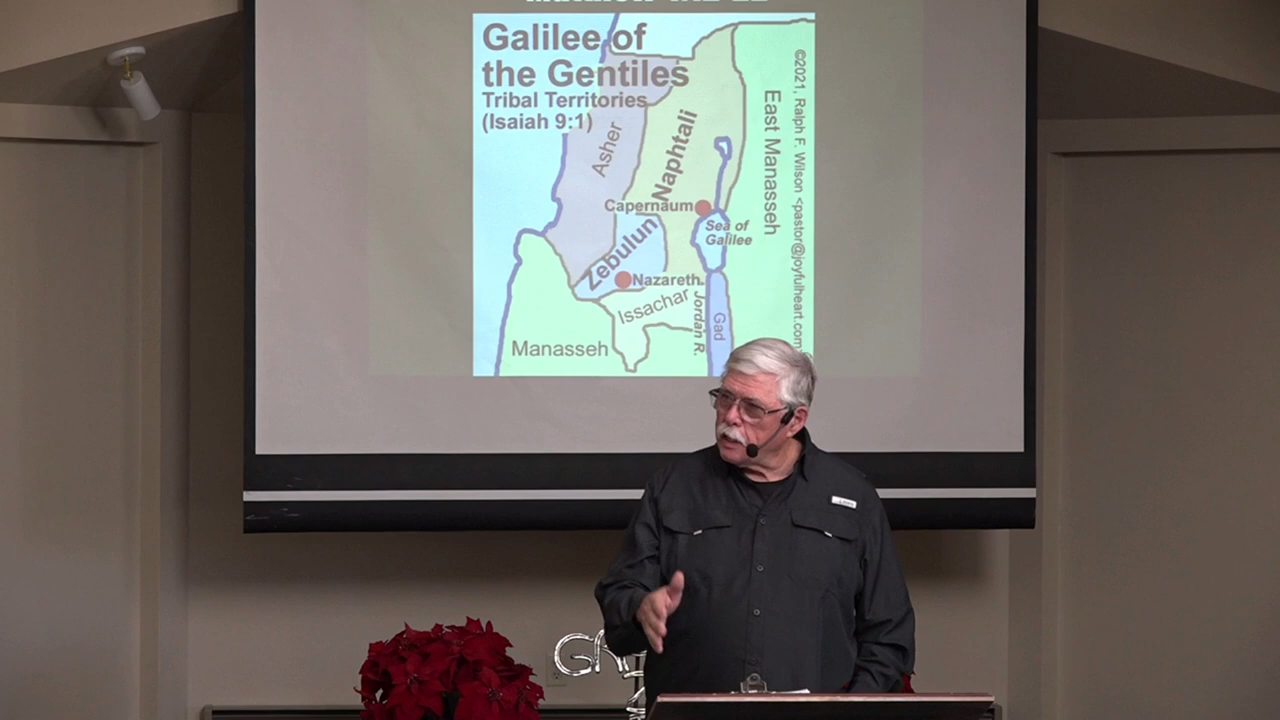 Galilee of
the Gentiles
Tribal Territories
(Isaiah 9:1)
Asher
Naphtali
East Manasseh
©2021, Ralph F. Wilson <pastor@joyfulheart.com
Capernaum
Sea of
Galilee
Zebulun
Nazareth
Issachar
Jordan R.
Gad
Manasseh